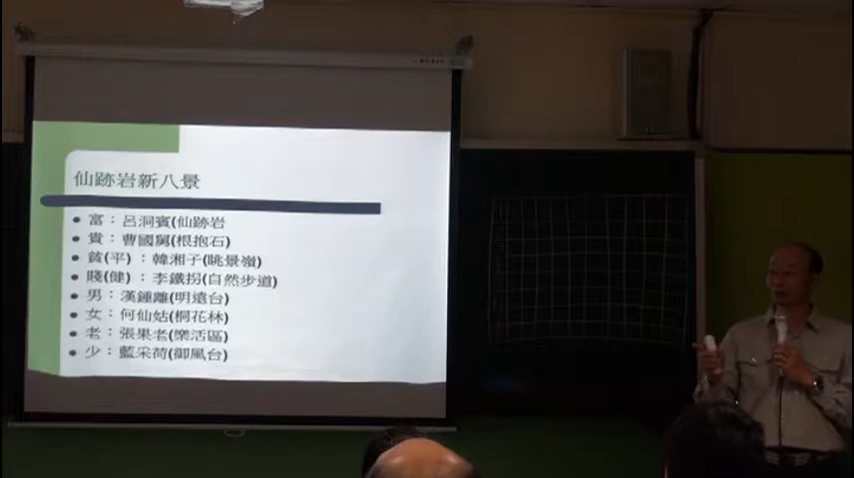 仙跡岩新八景
富：呂洞賓(仙跡岩
貴：曹國舅(根抱石)
貧(平)：韓湘子(眺景嶺)
賤(健)：李鐵拐(自然步道)
男：漢鍾離(明遠台)
女：何仙姑(桐花林)
老：張果老(樂活區)
少：藍采荷(御風台)